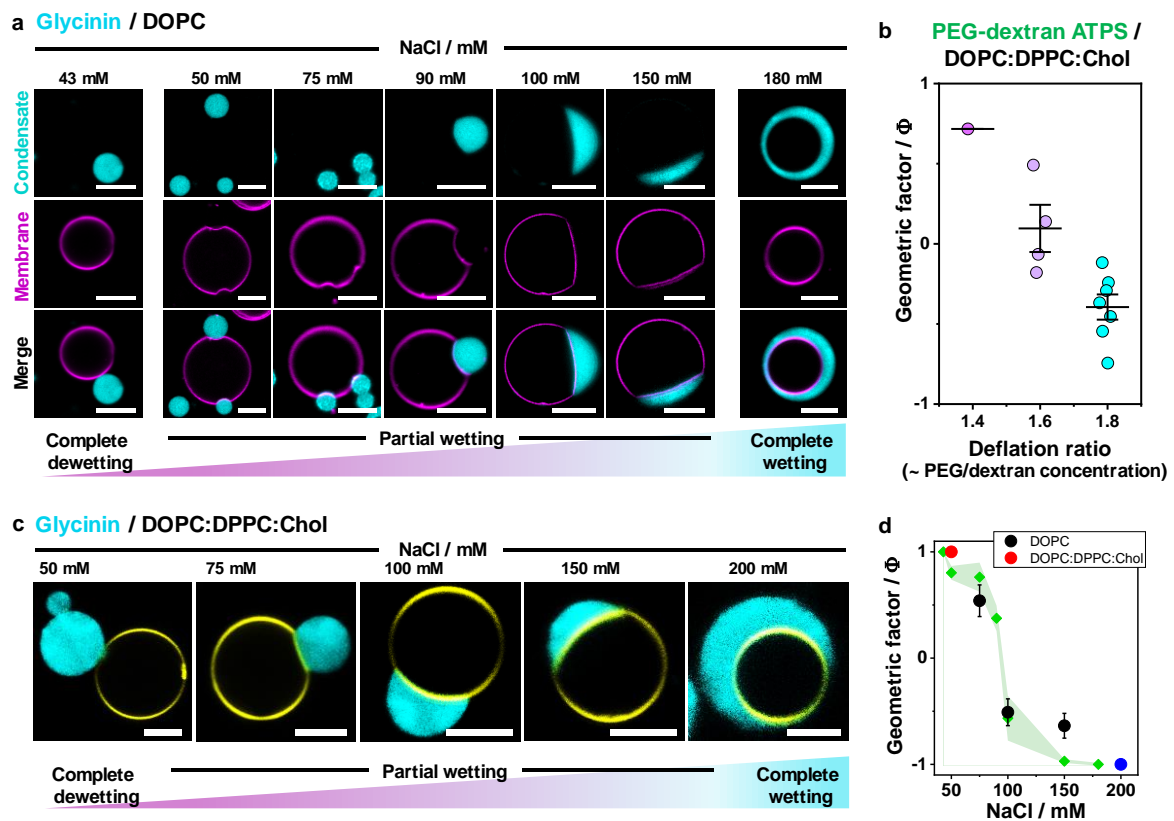 a Glycinin / DOPC
NaCl / mM
43 mM 50 mM 75 mM 90 mM 100 mM 150 mM 180 mM
Condensate
Membrane
Merge
Complete dewetting
Partial wetting
Complete wetting
b PEG-dextran ATPS /
DOPC:DPPC:Chol
Geometric factor / Φ
1
0
-1
1.4 1.6 1.8
Deflation ratio
(~ PEG/dextran concentration)
c Glycinin / DOPC:DPPC:Chol
NaCl / mM
50 mM 75 mM 100 mM 150 mM 200 mM
Complete dewetting
Partial wetting
Complete wetting
d
DOPC
DOPC:DPPC:Chol
Geometric factor / Φ
1
0
-1
50 100 150 200
NaCl / mM